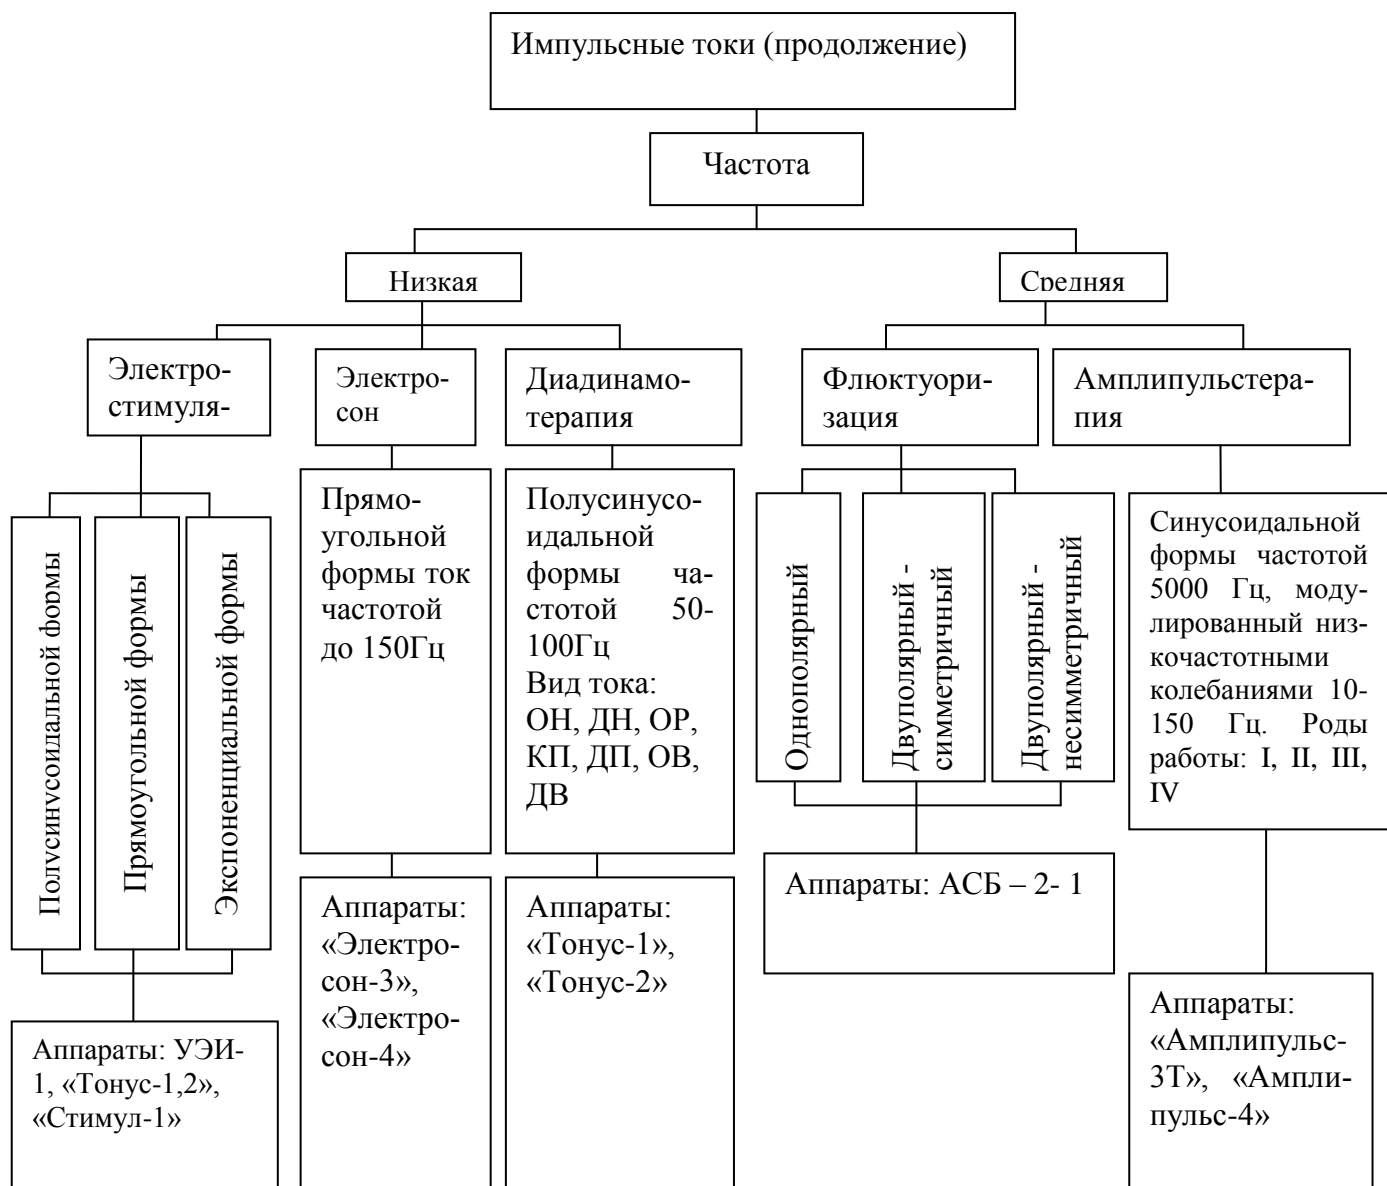 Импульсные токи (продолжение)
Частота
Низкая
Средняя
Электро-
стимуля-
Электро-
сон
Диадинамо-
терапия
Флюктуори-
зация
Амплипульстера-
пия
Полусинусоидальной формы
Прямоугольной формы
Экспоненциальной формы
Прямо-
угольной
формы ток
частотой
до 150Гц
Полусинусо-
идальной
формы ча-
стотой 50-
100Гц
Вид тока:
ОН, ДН, ОР,
КП, ДП, ОВ,
ДВ
Однополярный
Двуполярный -
симметричный
Двуполярный -
несимметричный
Синусоидальной
формы частотой
5000 Гц, моду-
лированный низ-
кочастотными
колебаниями 10-
150 Гц. Роды
работы: I, II, III,
IV
Аппараты: УЭИ-
1, «Тонус-1,2»,
«Стимул-1»
Аппараты:
«Электро-
сон-3»,
«Электро-
сон-4»
Аппараты:
«Тонус-1»,
«Тонус-2»
Аппараты: АСБ – 2- 1
Аппараты:
«Амплипульс-
3Т», «Ампли-
пульс-4»